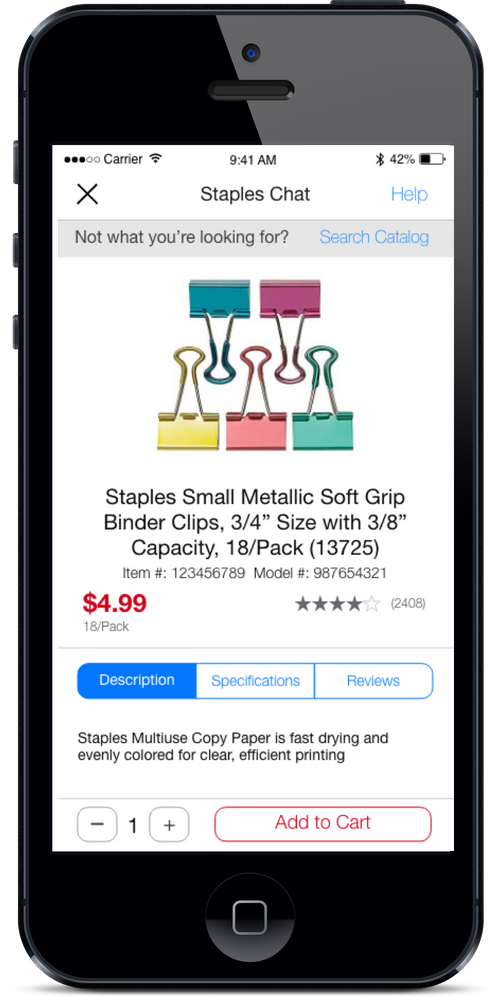 ●●●○○ Carrier 9:41 AM 42%
Staples Chat Help
Not what you’re looking for? Search Catalog
Staples Small Metallic Soft Grip
Binder Clips, 3/4” Size with 3/8”
Capacity, 18/Pack (13725)
Item #: 123456789 Model #: 987654321
$4.99 ★★★★☆ (2408)
18/Pack
Description Specifications Reviews
Staples Multiuse Copy Paper is fast drying and
evenly colored for clear, efficient printing
− 1 + Add to Cart